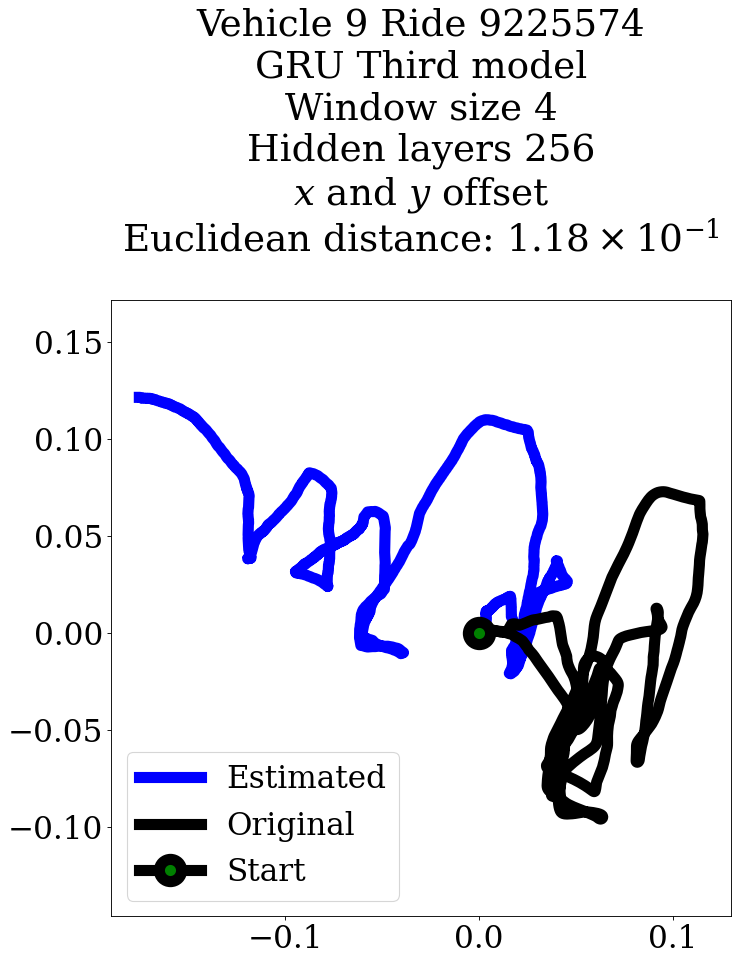 Vehicle 9 Ride 9225574
GRU Third model
Window size 4
Hidden layers 256
x and y offset
Euclidean distance: 1.18 × 10⁻¹
0.15
0.10
0.05
0.00
−0.05
−0.10
Estimated
Original
Start
−0.1
0.0
0.1